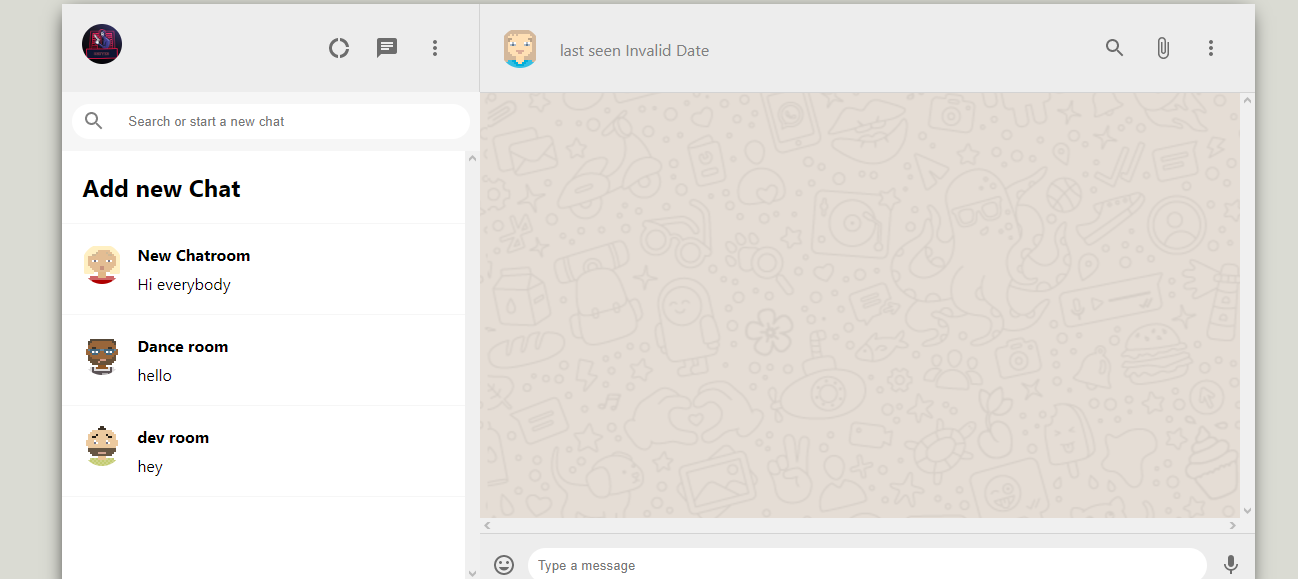 last seen Invalid Date
Search or start a new chat
Add new Chat
New Chatroom
Hi everybody
Dance room
hello
dev room
hey
Type a message